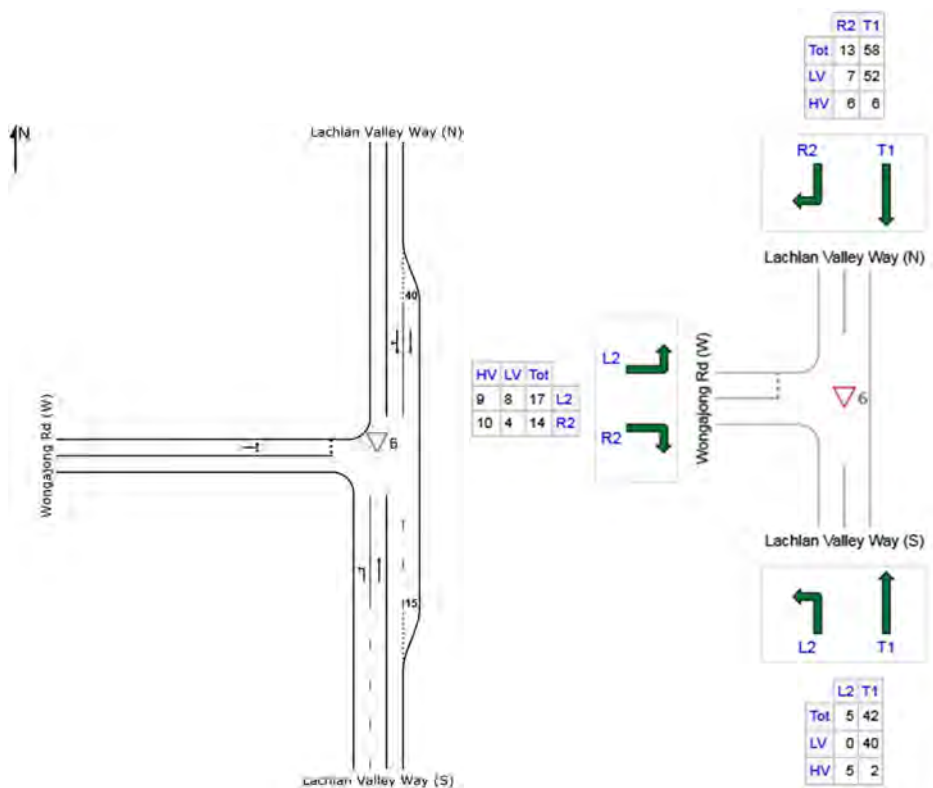 N
Lachlan Valley Way (N)
40
Wongajong Rd (W)
6
15
Lachlan Valley Way (S)
R2 T1
Tot 13 58
LV 7 52
HV 6 6
R2 T1
Lachlan Valley Way (N)
HV LV Tot
9 8 17 L2
10 4 14 R2
L2
R2
Wongajong Rd (W)
6
Lachlan Valley Way (S)
L2 T1
L2 T1
Tot 5 42
LV 0 40
HV 5 2